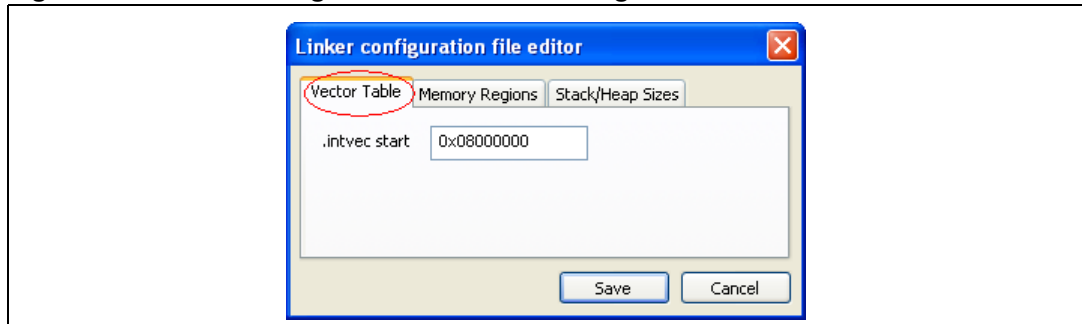 Linker configuration file editor
Vector Table Memory Regions Stack/Heap Sizes
.intvec start 0x08000000
Save Cancel